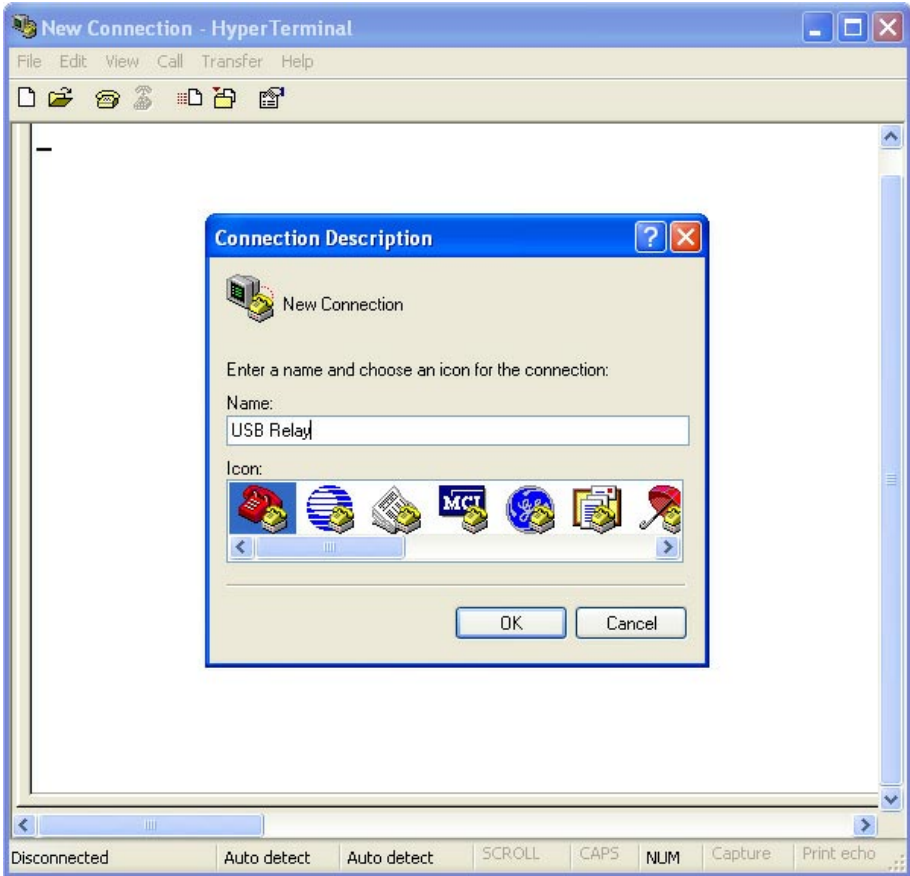 New Connection - HyperTerminal
File Edit View Call Transfer Help
Connection Description
New Connection
Enter a name and choose an icon for the connection:
Name:
USB Relay
Icon:
MCI
OK Cancel
Disconnected Auto detect Auto detect SCROLL CAPS NUM Capture Print echo